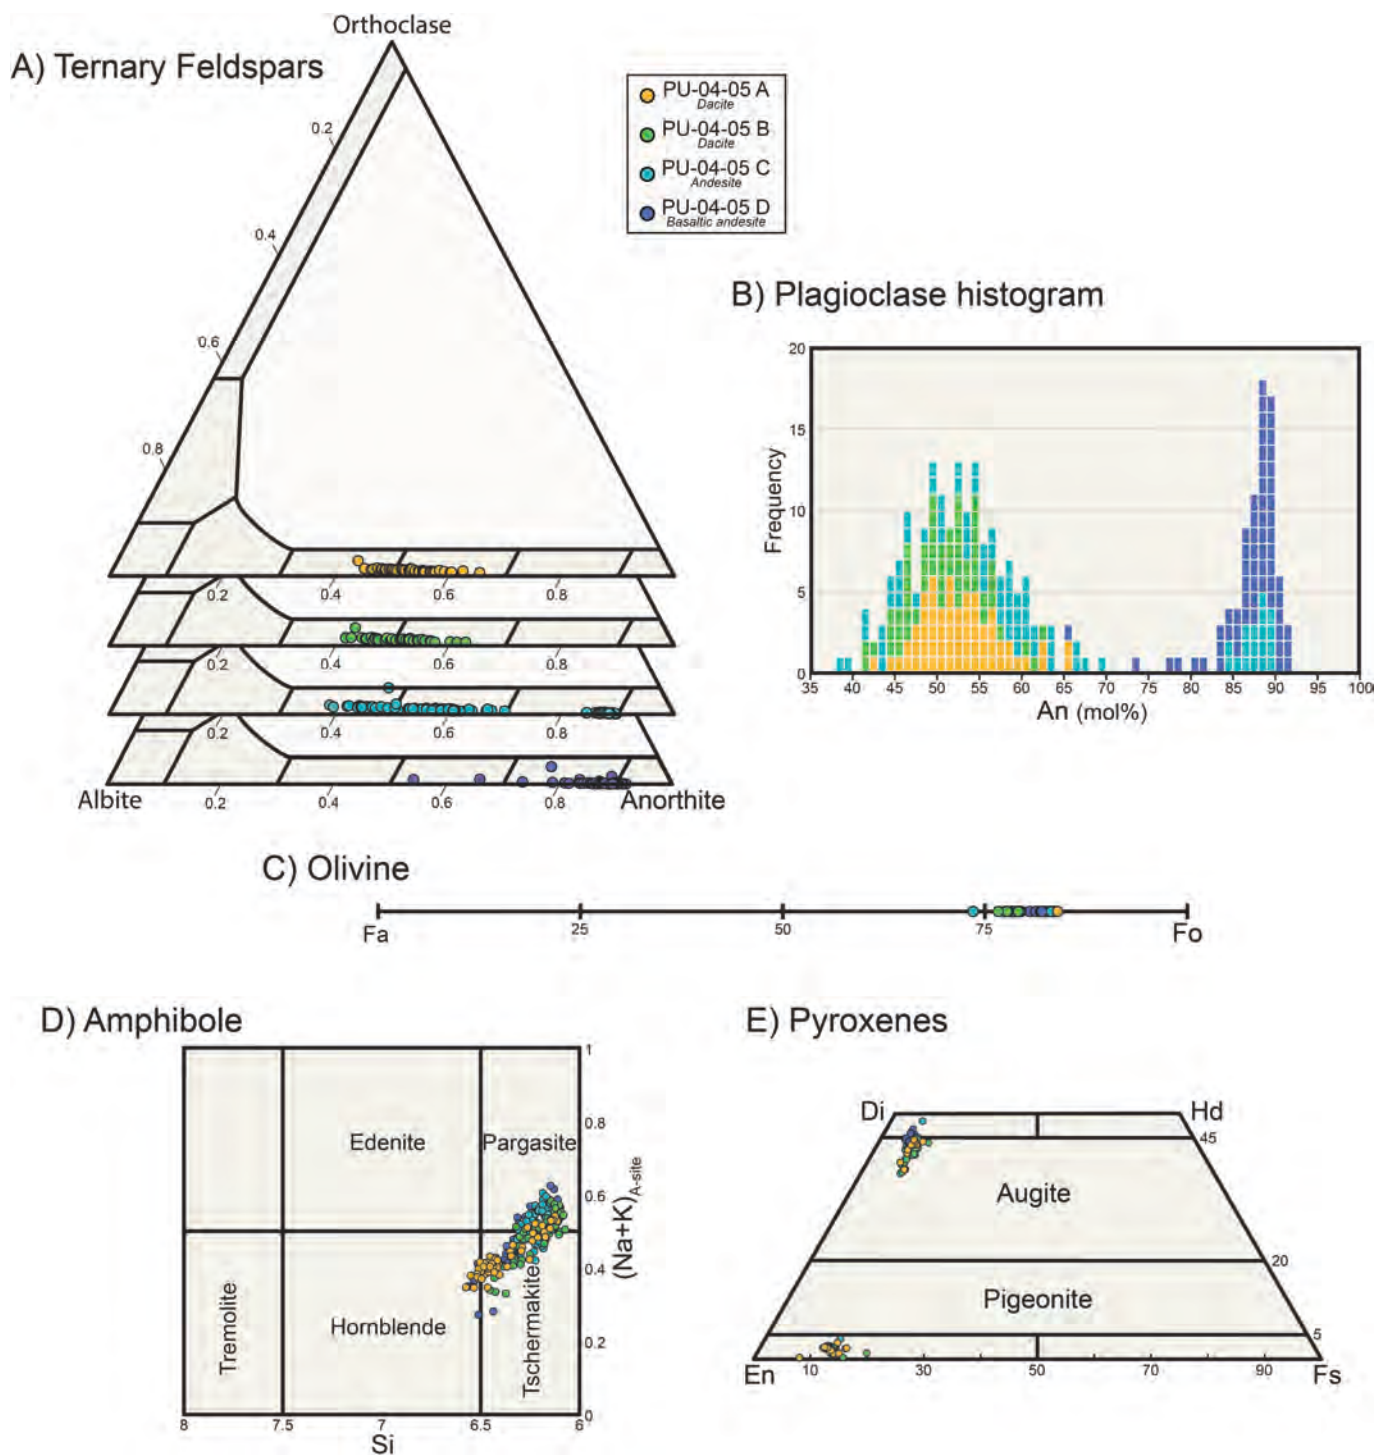 Orthoclase
A) Ternary Feldspars
0.2
0.4
0.6
0.8
PU-04-05 A
Dacite
PU-04-05 B
Dacite
PU-04-05 C
Andesite
PU-04-05 D
Basaltic andesite
0.2 0.4 0.6 0.8
0.2 0.4 0.6 0.8
0.2 0.4 0.6 0.8
Albite Anorthite
0.2 0.4 0.6 0.8
B) Plagioclase histogram
20
15
10
5
0
Frequency
35 40 45 50 55 60 65 70 75 80 85 90 95 100
An (mol%)
C) Olivine
Fa 25 50 75 Fo
D) Amphibole
Edenite Pargasite
Tremolite Hornblende Tschermakite
1
0.8
0.6
0.4
0.2
0
(Na+K)A-site
8 7.5 7 6.5 6
Si
E) Pyroxenes
Di Hd
45
Augite
20
Pigeonite
5
En 10 30 50 70 90 Fs